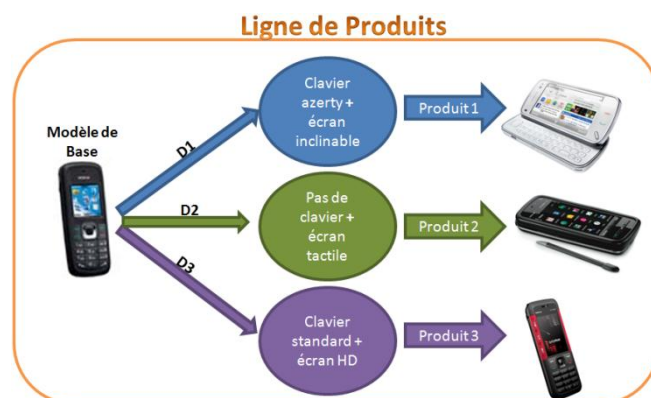 Ligne de Produits
Modèle de
Base
D1
Clavier
azerty +
écran
inclinable
Produit 1
D2
Pas de
clavier +
écran
tactile
Produit 2
D3
Clavier
standard +
écran HD
Produit 3